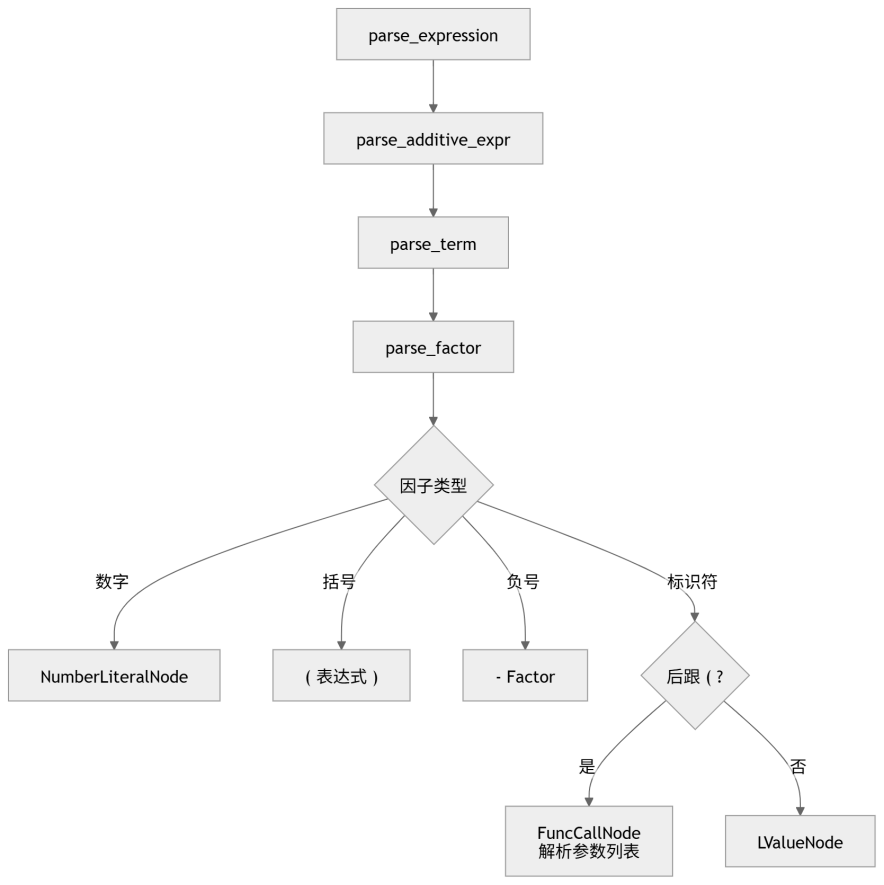 parse_expression
parse_additive_expr
parse_term
parse_factor
因子类型
数字
括号
负号
标识符
NumberLiteralNode
( 表达式 )
- Factor
后跟 ( ?
是
否
FuncCallNode
解析参数列表
LValueNode